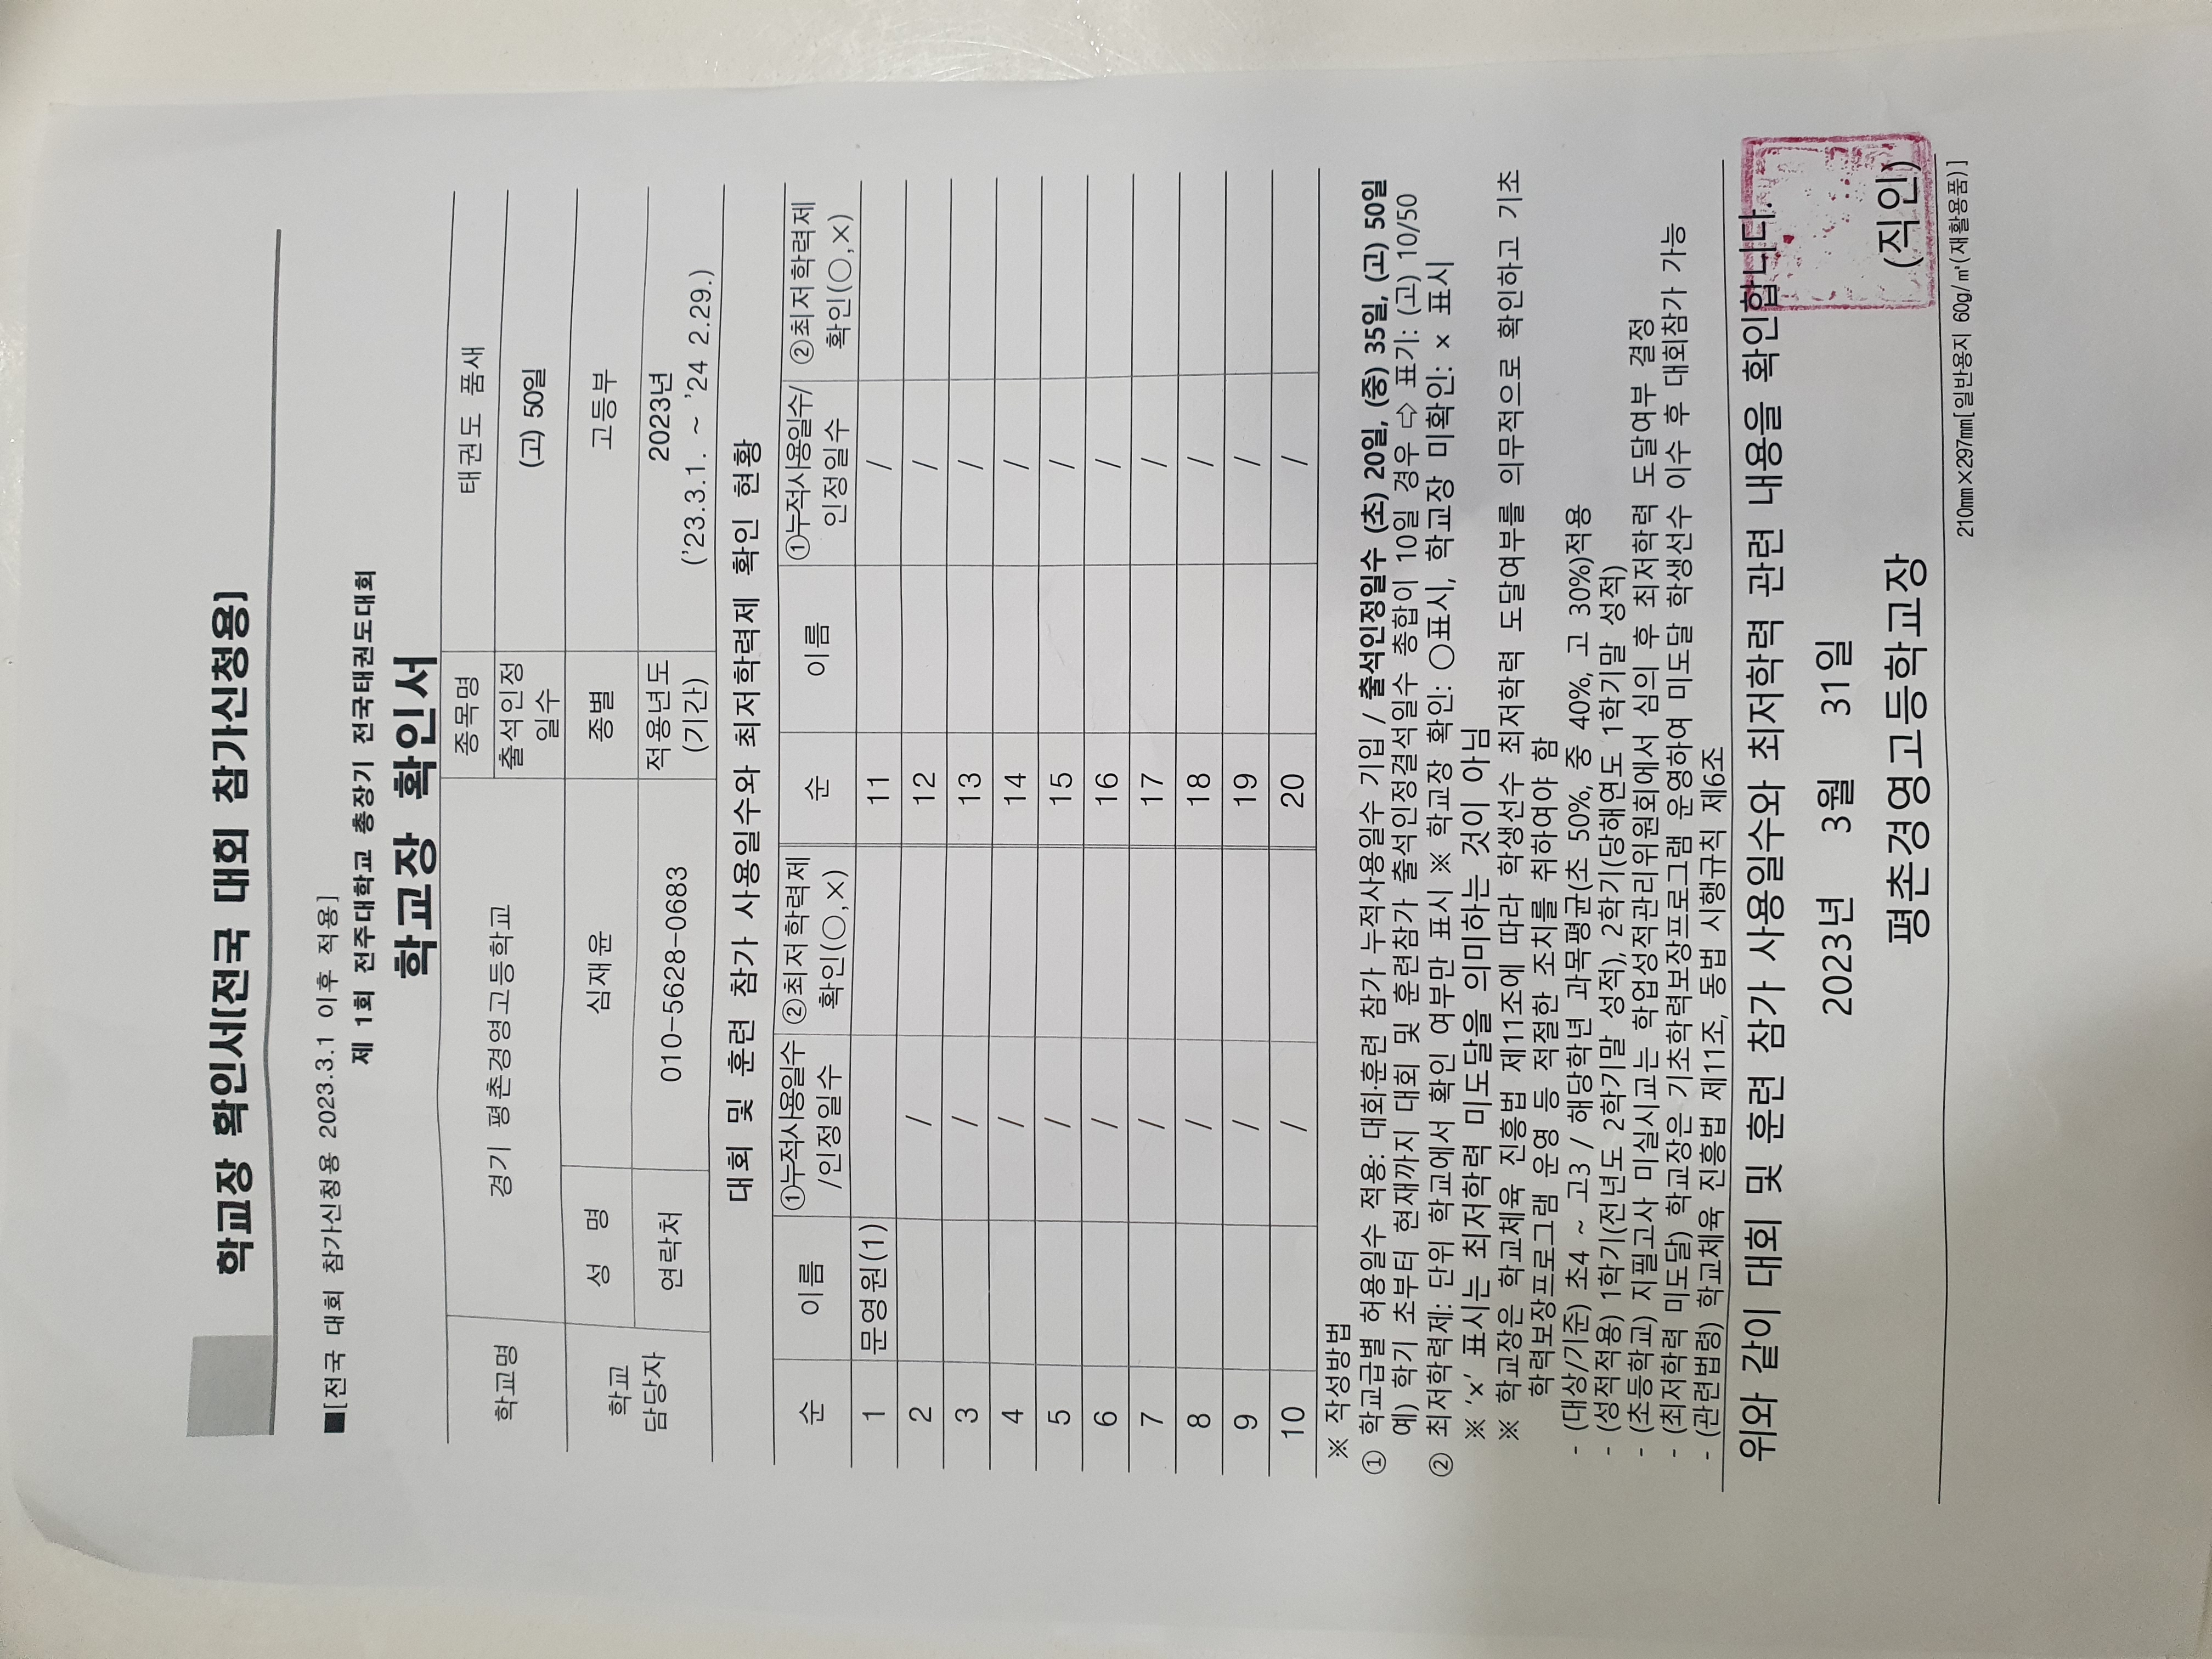 학교장 확인서[전국 대회 참가신청용]
■[전국 대회 참가신청용 2023.3.1 이후 적용]
제 1회 전주대학교 총장기 전국태권도대회
학교장 확인서
학교명 경기 평촌경영고등학교 종목명 태권도 품새
출석인정일수 (고) 50일
학교 담당자 성 명 심재윤 종별 고등부
연락처 010-5628-0683 적용년도(기간) 2023년
('23.3.1. ~ '24 2.29.)
대회 및 훈련 참가 사용일수와 최저학력제 확인 현황
순 이름 ①누적사용일수/인정일수 ②최저학력제 확인(○,×) 순 이름 ①누적사용일수/인정일수 ②최저학력제 확인(○,×)
1 문영원(1) 11 /
2 / 12 /
3 / 13 /
4 / 14 /
5 / 15 /
6 / 16 /
7 / 17 /
8 / 18 /
9 / 19 /
10 / 20 /
※ 작성방법
① 학교급별 허용일수 적용: 대회·훈련 참가 누적사용일수 기입 / 출석인정일수 (초) 20일, (중) 35일, (고) 50일
예) 학기 초부터 현재까지 대회 및 훈련참가 출석인정결석일수 총합이 10일 경우 ⇨ 표기: (고) 10/50
② 최저학력제: 단위 학교에서 확인 여부만 표시 ※ 학교장 확인: ○표시, 학교장 미확인: × 표시
※ '×' 표시는 최저학력 미도달을 의미하는 것이 아님
※ 학교장은 학교체육 진흥법 제11조에 따라 학생선수 최저학력 도달여부를 의무적으로 확인하고 기초
학력보장프로그램 운영 등 적절한 조치를 취하여야 함
- (대상/기준) 초4 ~ 고3 / 해당학년 과목평균(초 50%, 중 40%, 고 30%)적용
- (성적적용) 1학기(전년도 2학기말 성적), 2학기(당해연도 1학기말 성적)
- (초등학교) 지필고사 미실시교는 학업성적관리위원회에서 심의 후 최저학력 도달여부 결정
- (최저학력 미도달) 학교장은 기초학력보장프로그램 운영하여 미도달 학생선수 이수 후 대회참가 가능
- (관련법령) 학교체육 진흥법 제11조, 동법 시행규칙 제6조
위와 같이 대회 및 훈련 참가 사용일수와 최저학력 관련 내용을 확인합니다.
2023년 3월 31일
평촌경영고등학교장 (직인)
210㎜×297㎜[일반용지 60g/㎡(재활용품)]